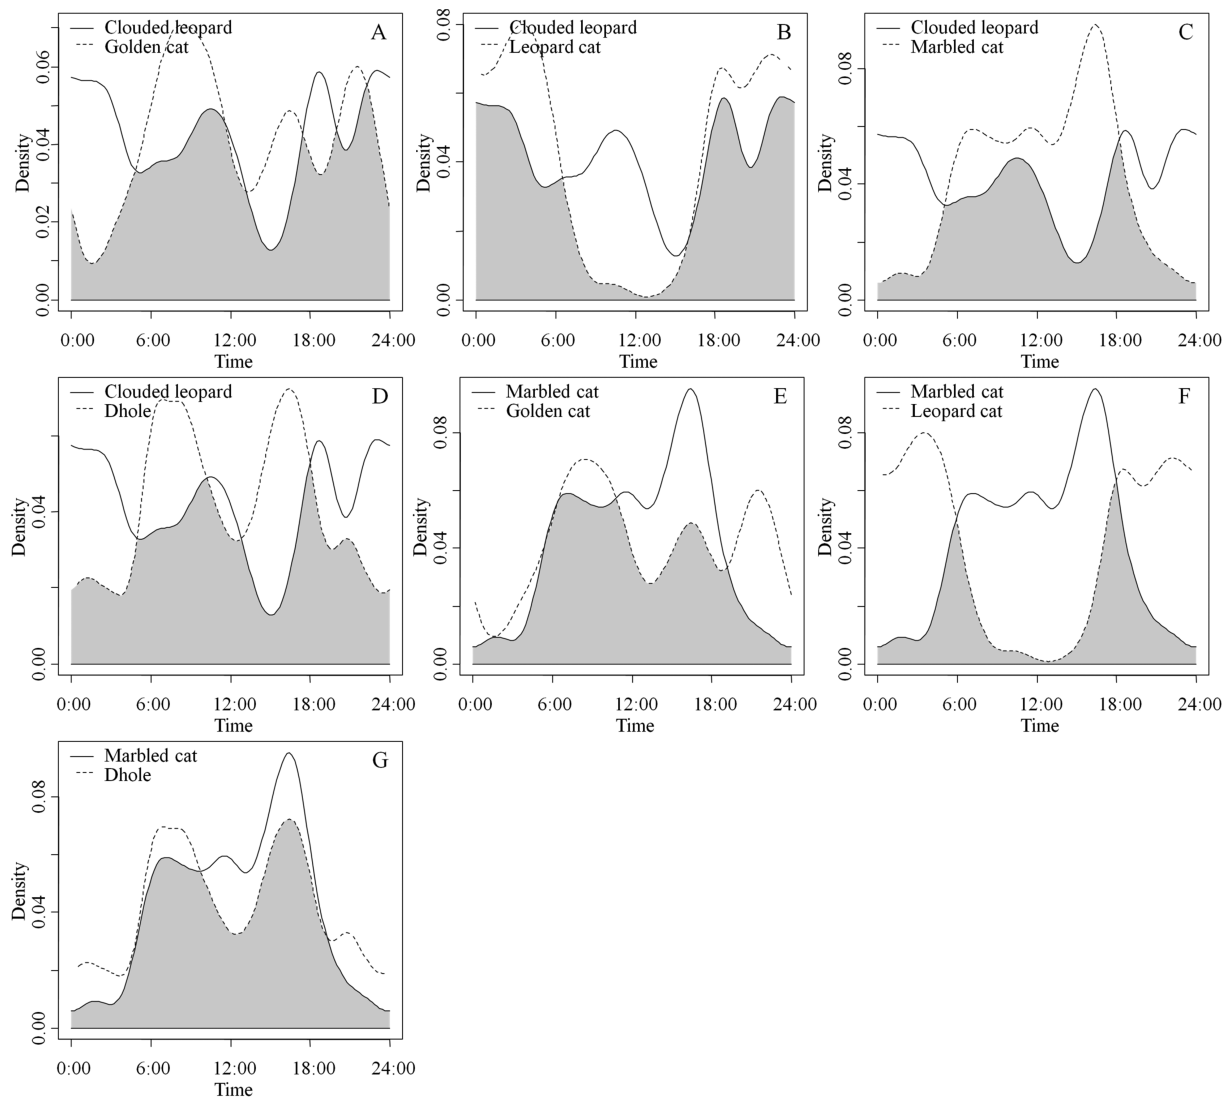 Clouded leopard
Golden cat
A
Density
0.00
0.02
0.04
0.06
0:00 6:00 12:00 18:00 24:00
Time
Clouded leopard
Leopard cat
B
Density
0.00
0.04
0.08
0:00 6:00 12:00 18:00 24:00
Time
Clouded leopard
Marbled cat
C
Density
0.00
0.04
0.08
0:00 6:00 12:00 18:00 24:00
Time
Clouded leopard
Dhole
D
Density
0.00
0.04
0:00 6:00 12:00 18:00 24:00
Time
Marbled cat
Golden cat
E
Density
0.00
0.04
0.08
0:00 6:00 12:00 18:00 24:00
Time
Marbled cat
Leopard cat
F
Density
0.00
0.04
0.08
0:00 6:00 12:00 18:00 24:00
Time
Marbled cat
Dhole
G
Density
0.00
0.04
0.08
0:00 6:00 12:00 18:00 24:00
Time